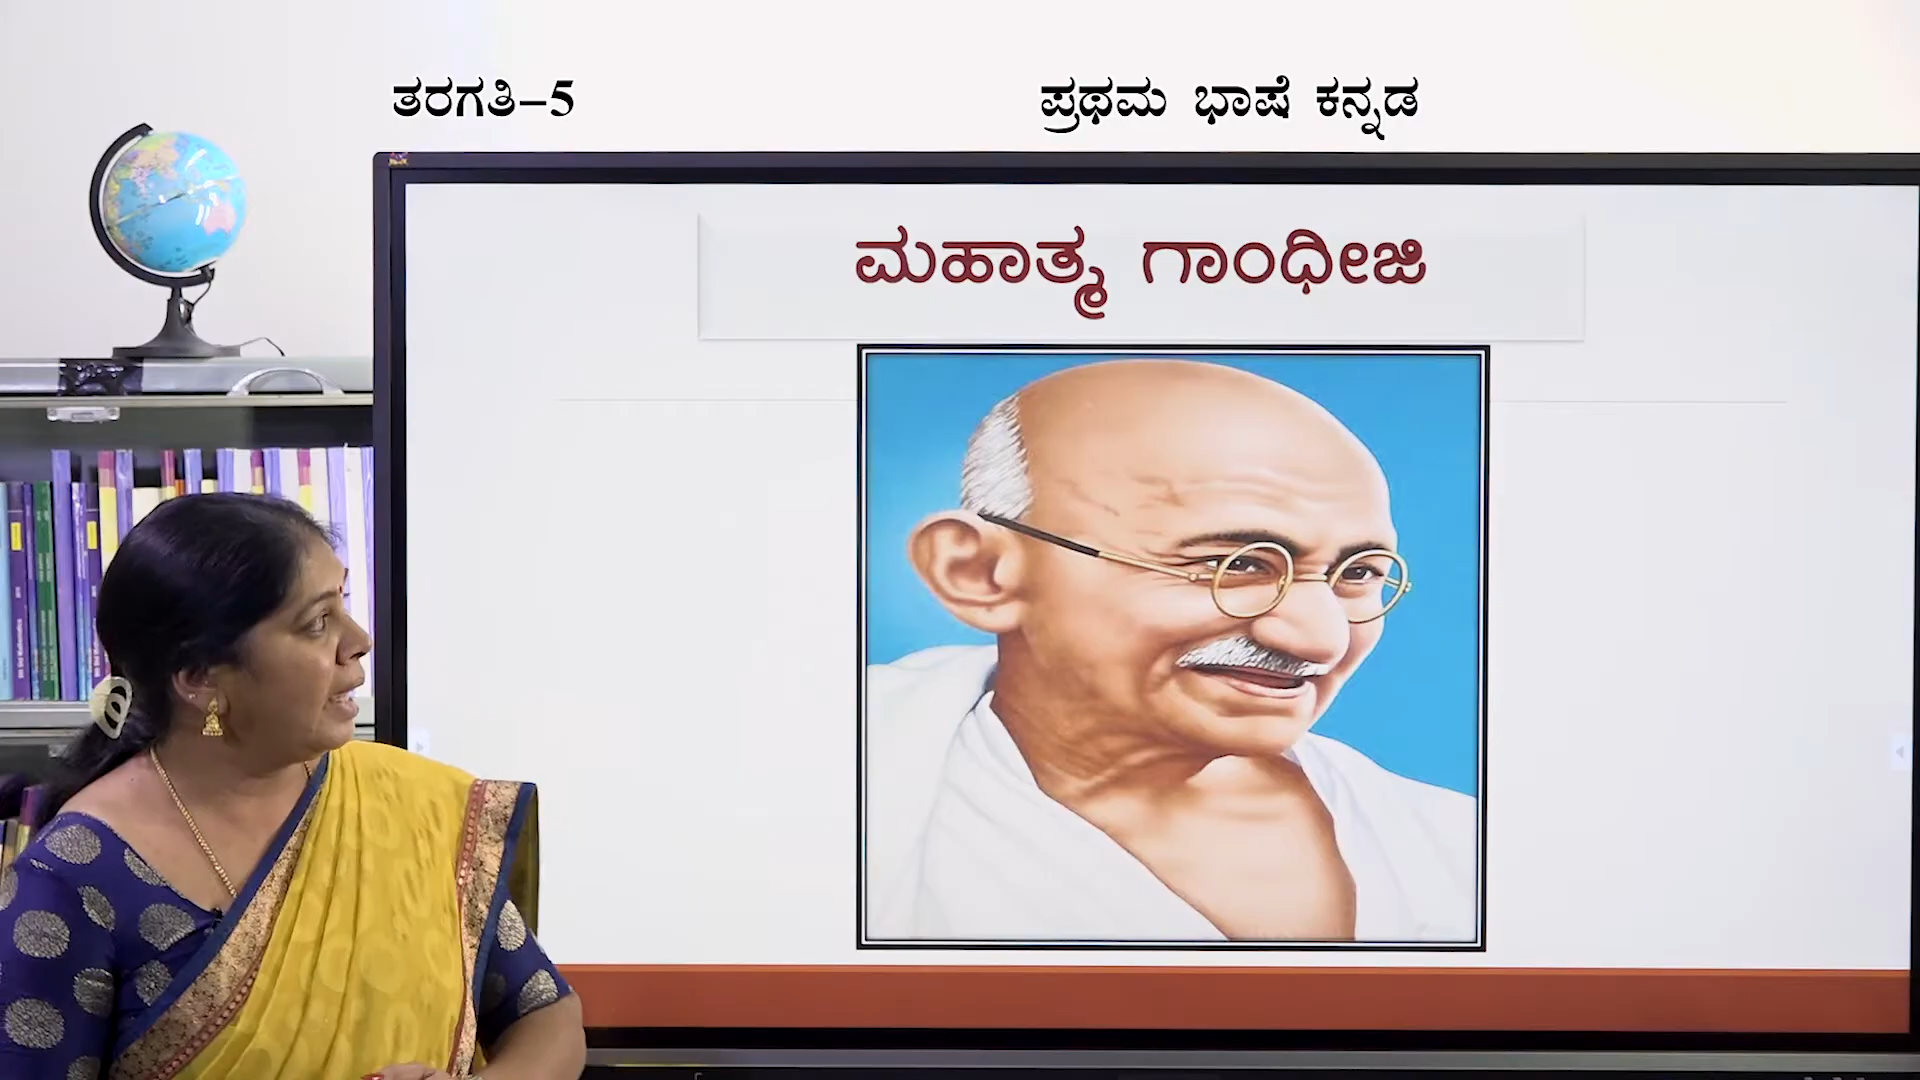 ತರಗತಿ–5
ಪ್ರಥಮ ಭಾಷೆ ಕನ್ನಡ
ಮಹಾತ್ಮ ಗಾಂಧೀಜಿ